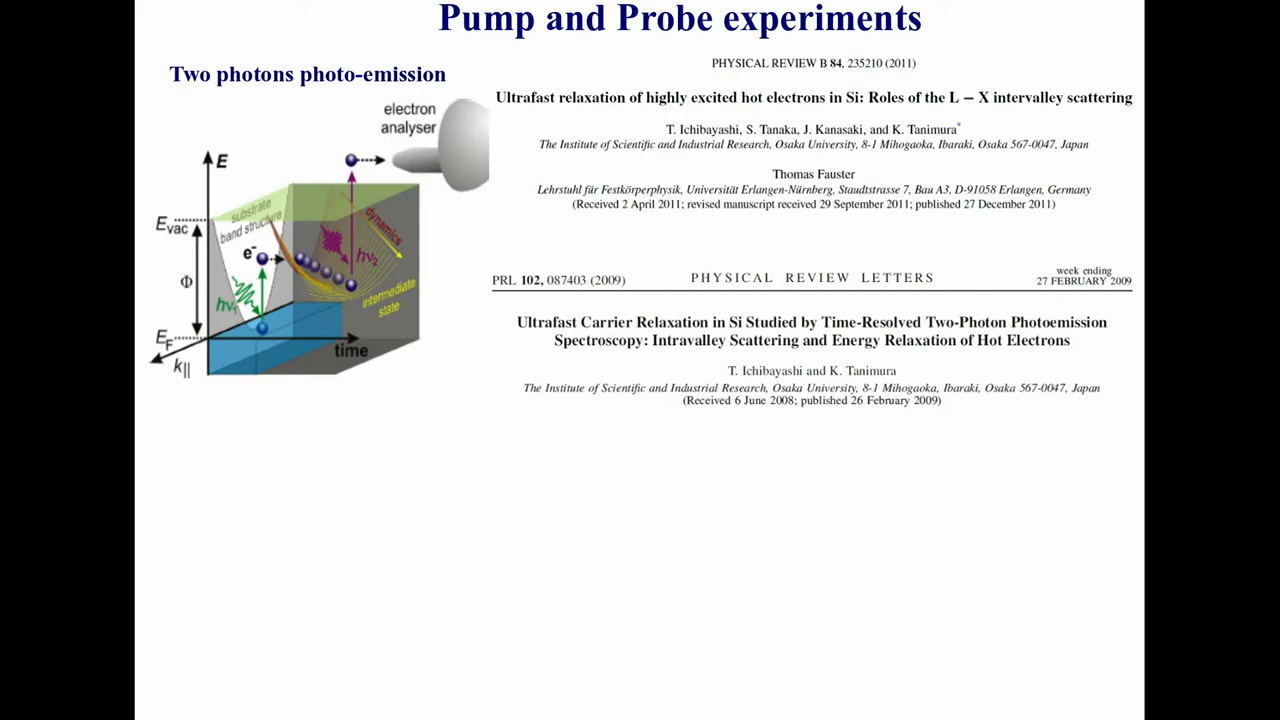 Pump and Probe experiments
Two photons photo-emission
electron
analyser
E
substrate
band structure
dynamics
Evac
e-
hν2
Φ
hν1
intermediate
state
EF
time
k||
PHYSICAL REVIEW B 84, 235210 (2011)
Ultrafast relaxation of highly excited hot electrons in Si: Roles of the L − X intervalley scattering
T. Ichibayashi, S. Tanaka, J. Kanasaki, and K. Tanimura*
The Institute of Scientific and Industrial Research, Osaka University, 8-1 Mihogaoka, Ibaraki, Osaka 567-0047, Japan
Thomas Fauster
Lehrstuhl für Festkörperphysik, Universität Erlangen-Nürnberg, Staudtstrasse 7, Bau A3, D-91058 Erlangen, Germany
(Received 2 April 2011; revised manuscript received 29 September 2011; published 27 December 2011)
PRL 102, 087403 (2009)
PHYSICAL REVIEW LETTERS
week ending
27 FEBRUARY 2009
Ultrafast Carrier Relaxation in Si Studied by Time-Resolved Two-Photon Photoemission
Spectroscopy: Intravalley Scattering and Energy Relaxation of Hot Electrons
T. Ichibayashi and K. Tanimura
The Institute of Scientific and Industrial Research, Osaka University, 8-1 Mihogaoka, Ibaraki, Osaka 567-0047, Japan
(Received 6 June 2008; published 26 February 2009)